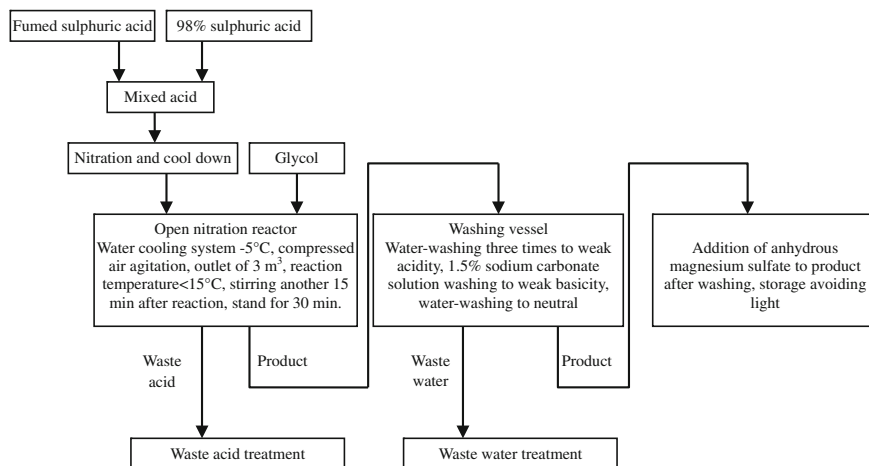 Fumed sulphuric acid
98% sulphuric acid
Mixed acid
Nitration and cool down
Glycol
Open nitration reactor
Water cooling system -5°C, compressed
air agitation, outlet of 3 m³, reaction
temperature<15°C, stirring another 15
min after reaction, stand for 30 min.
Washing vessel
Water-washing three times to weak
acidity, 1.5% sodium carbonate
solution washing to weak basicity,
water-washing to neutral
Addition of anhydrous
magnesium sulfate to product
after washing, storage avoiding
light
Waste
acid
Product
Waste
water
Product
Waste acid treatment
Waste water treatment